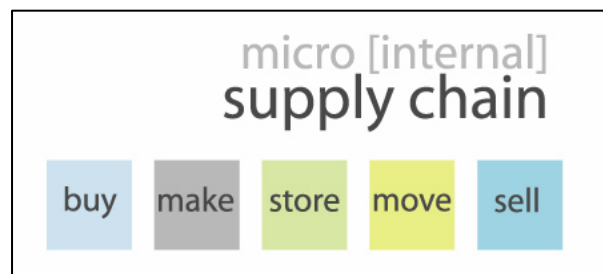 micro [internal]
supply chain
buy make store move sell